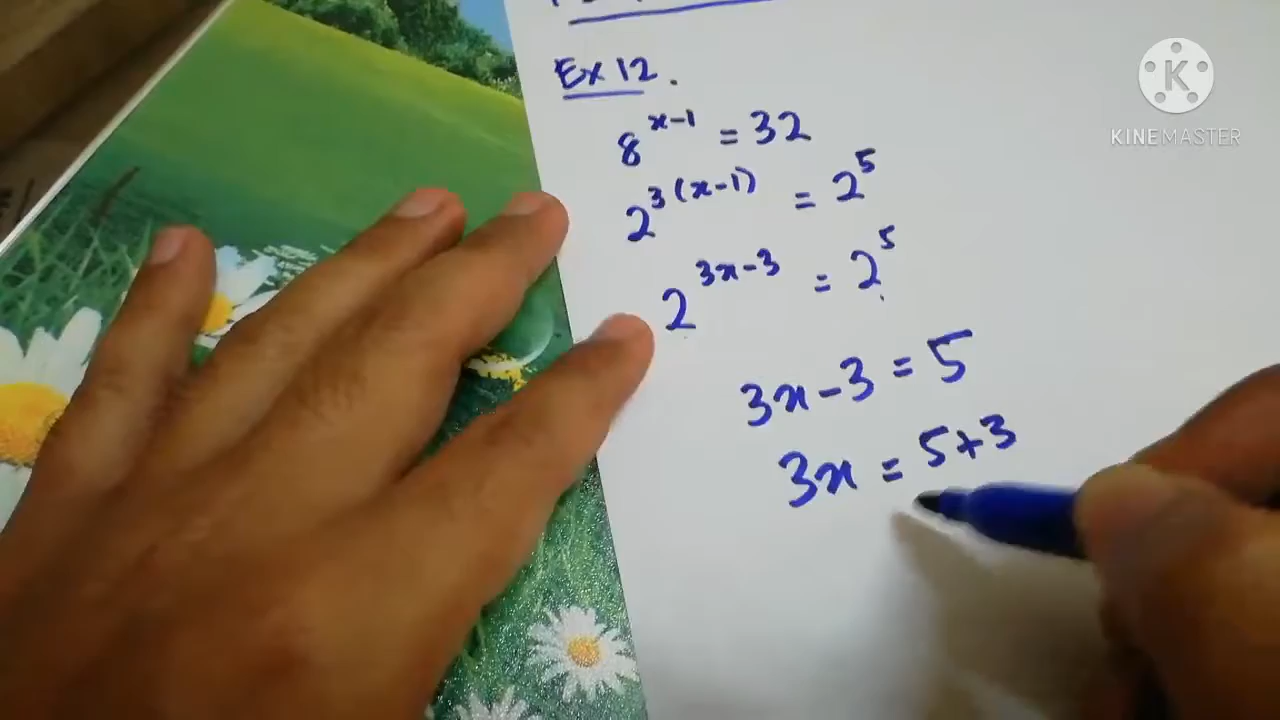 Ex 12.
8^{x-1} = 32
2^{3(x-1)} = 2^5
2^{3x-3} = 2^5
3x-3 = 5
3x = 5+3
K
KINEMASTER